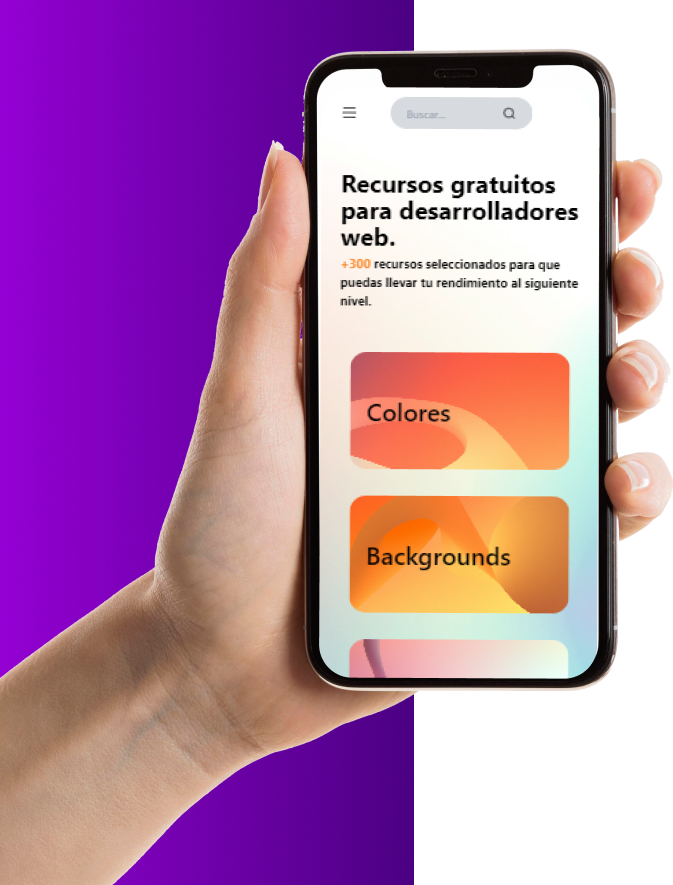 Buscar...
Recursos gratuitos
para desarrolladores
web.
+300 recursos seleccionados para que
puedas llevar tu rendimiento al siguiente
nivel.
Colores
Backgrounds